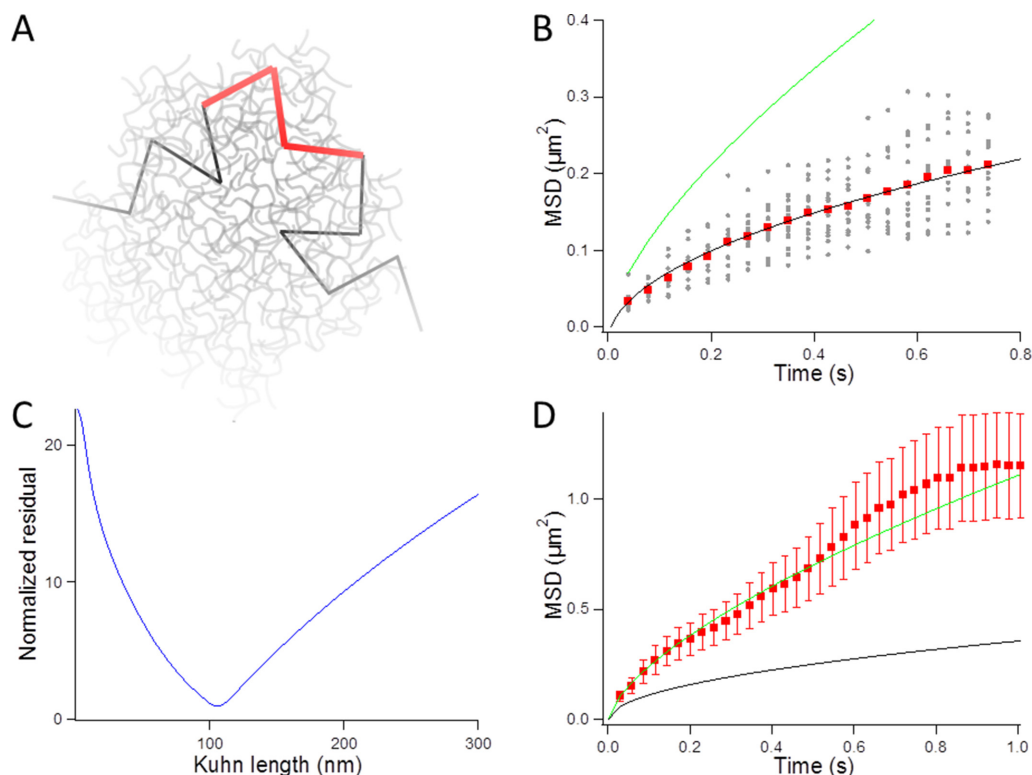 A
B
MSD (µm²)
0.4
0.3
0.2
0.1
0.0
0.0 0.2 0.4 0.6 0.8
Time (s)
C
Normalized residual
20
10
0
100 200 300
Kuhn length (nm)
D
MSD (µm²)
1.0
0.5
0.0
0.0 0.2 0.4 0.6 0.8 1.0
Time (s)